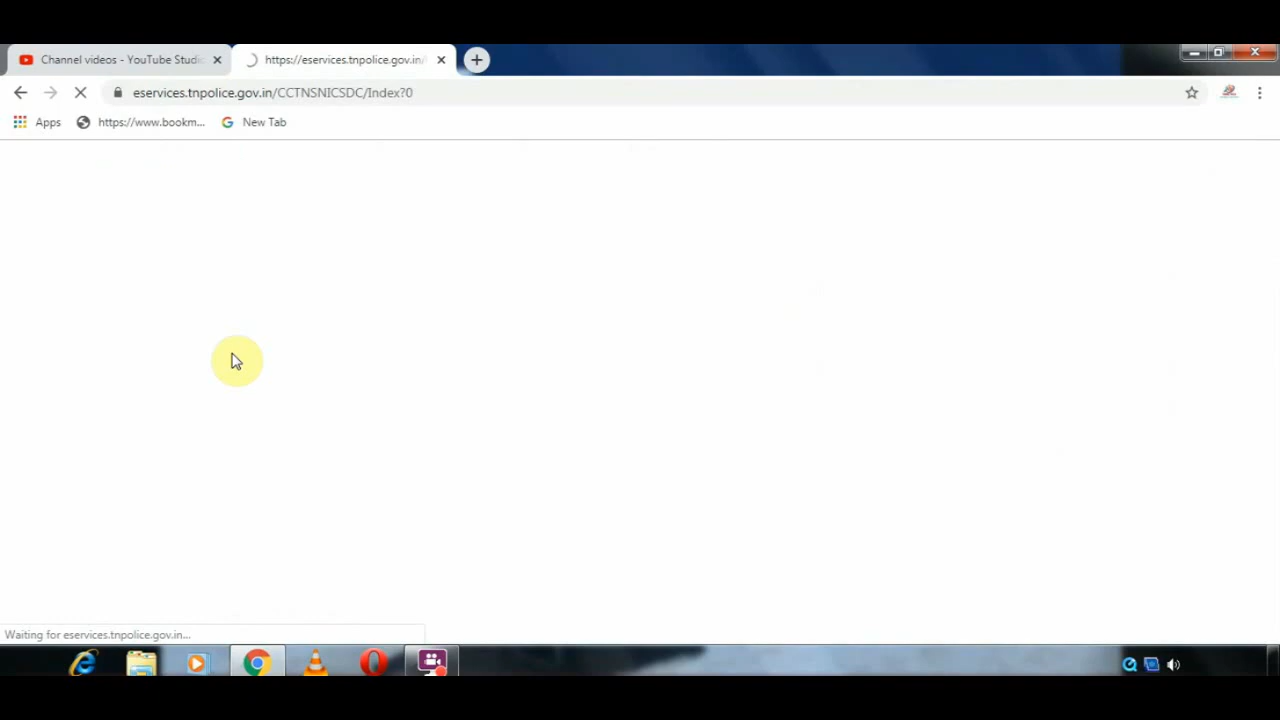 Channel videos - YouTube Studi
https://eservices.tnpolice.gov.in/
eservices.tnpolice.gov.in/CCTNSNICSDC/Index?0
Apps https://www.bookm... New Tab
Waiting for eservices.tnpolice.gov.in...